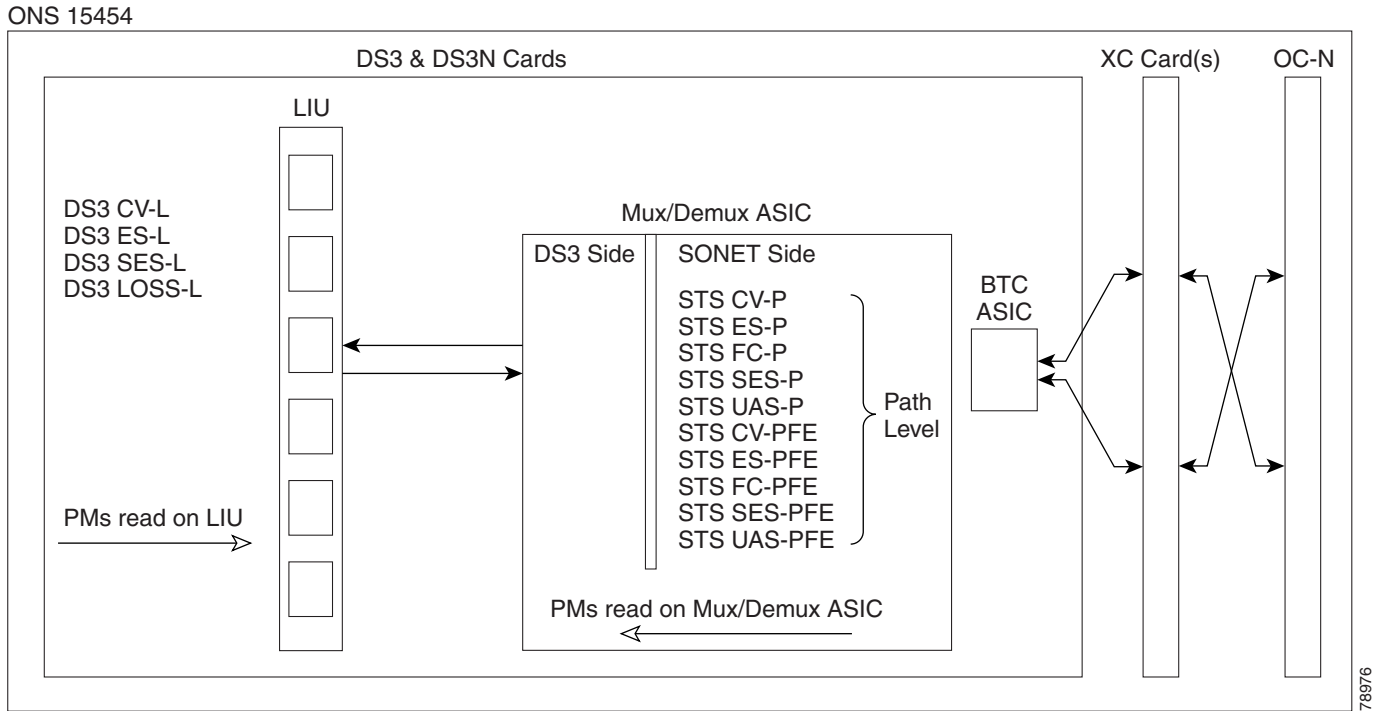 ONS 15454
DS3 & DS3N Cards
XC Card(s)
OC-N
LIU
DS3 CV-L
DS3 ES-L
DS3 SES-L
DS3 LOSS-L
PMs read on LIU
Mux/Demux ASIC
DS3 Side
SONET Side
STS CV-P
STS ES-P
STS FC-P
STS SES-P
STS UAS-P
STS CV-PFE
STS ES-PFE
STS FC-PFE
STS SES-PFE
STS UAS-PFE
Path
Level
PMs read on Mux/Demux ASIC
BTC
ASIC
78976